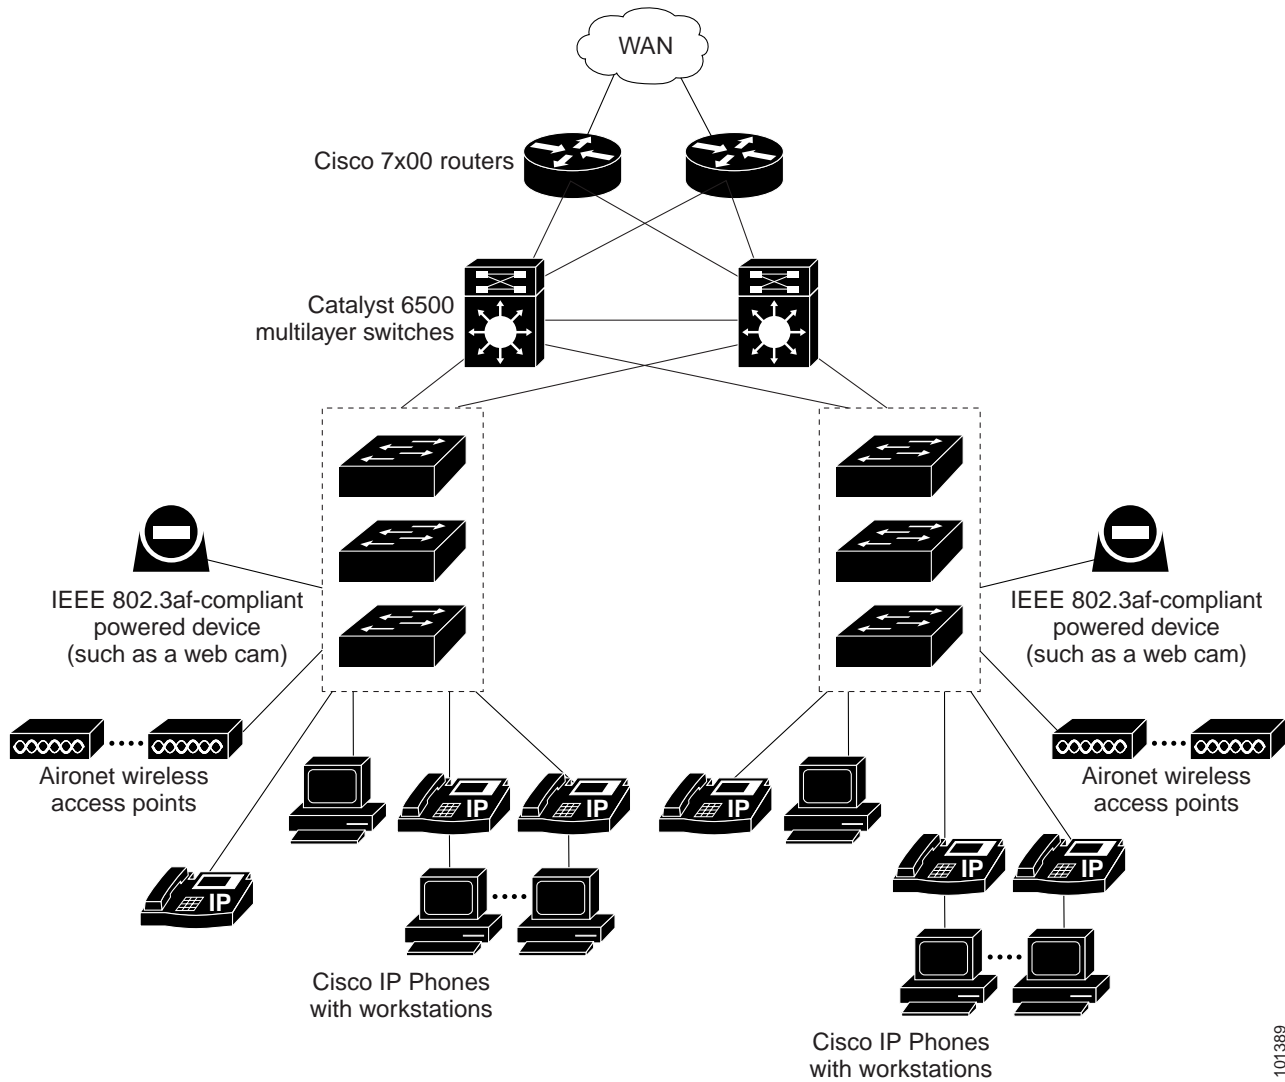 WAN
Cisco 7x00 routers
Catalyst 6500
multilayer switches
IEEE 802.3af-compliant
powered device
(such as a web cam)
IEEE 802.3af-compliant
powered device
(such as a web cam)
Aironet wireless
access points
Aironet wireless
access points
IP
IP
IP
IP
IP
IP
Cisco IP Phones
with workstations
Cisco IP Phones
with workstations
101389